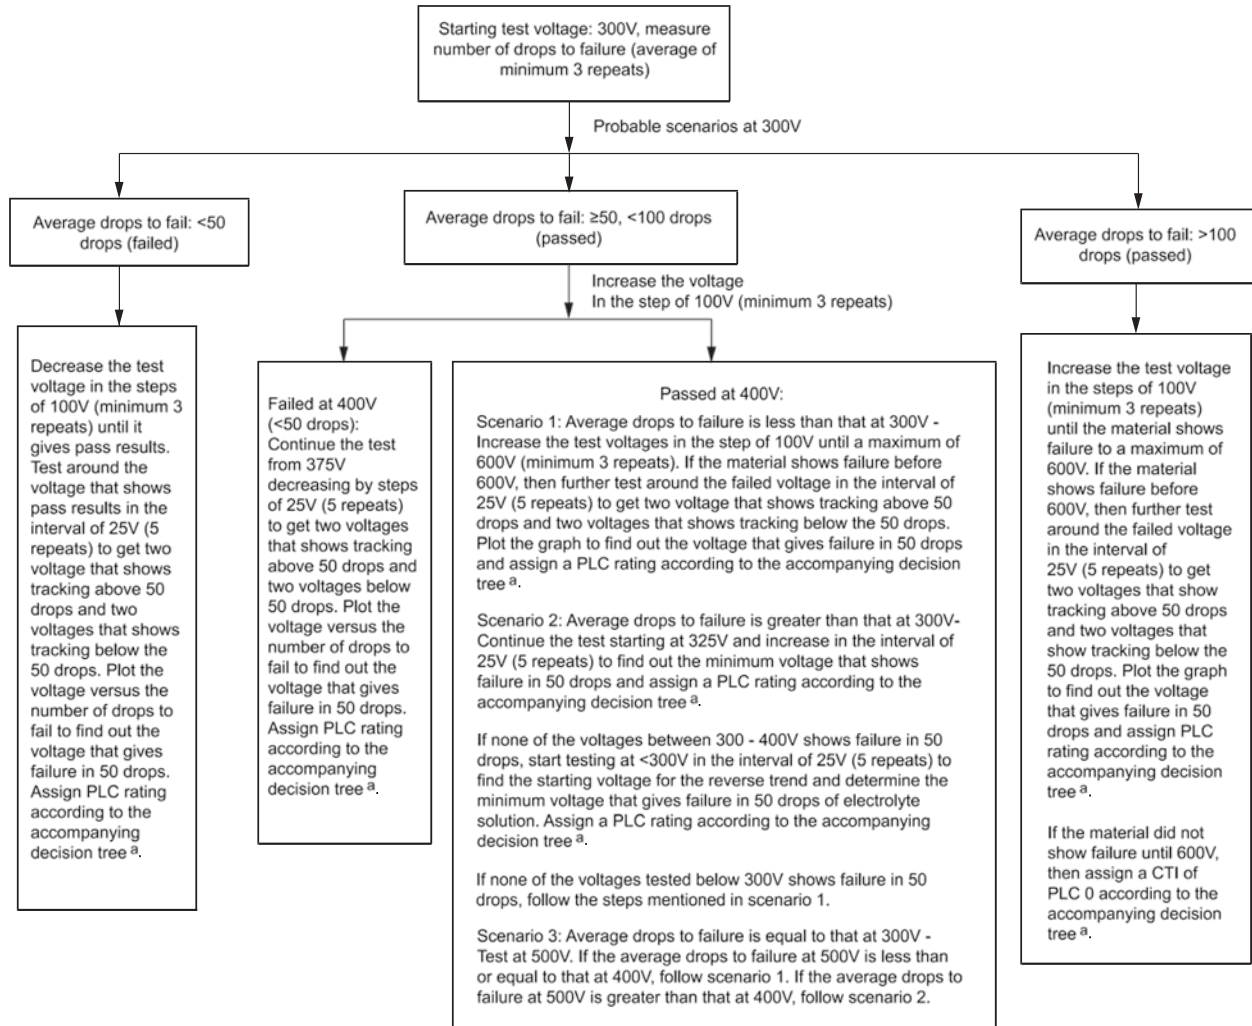 Starting test voltage: 300V, measure
number of drops to failure (average of
minimum 3 repeats)
Probable scenarios at 300V
Average drops to fail: <50
drops (failed)
Average drops to fail: ≥50, <100 drops
(passed)
Average drops to fail: >100
drops (passed)
Increase the voltage
In the step of 100V (minimum 3 repeats)
Decrease the test
voltage in the steps
of 100V (minimum 3
repeats) until it
gives pass results.
Test around the
voltage that shows
pass results in the
interval of 25V (5
repeats) to get two
voltage that shows
tracking above 50
drops and two
voltages that shows
tracking below the
50 drops. Plot the
voltage versus the
number of drops to
fail to find out the
voltage that gives
failure in 50 drops.
Assign PLC rating
according to the
accompanying
decision tree a.
Failed at 400V
(<50 drops):
Continue the test
from 375V
decreasing by steps
of 25V (5 repeats)
to get two voltages
that shows tracking
above 50 drops and
two voltages below
50 drops. Plot the
voltage versus the
number of drops to
fail to find out the
voltage that gives
failure in 50 drops.
Assign PLC rating
according to the
accompanying
decision tree a.
Passed at 400V:
Scenario 1: Average drops to failure is less than that at 300V -
Increase the test voltages in the step of 100V until a maximum of
600V (minimum 3 repeats). If the material shows failure before
600V, then further test around the failed voltage in the interval of
25V (5 repeats) to get two voltage that shows tracking above 50
drops and two voltages that shows tracking below the 50 drops.
Plot the graph to find out the voltage that gives failure in 50 drops
and assign a PLC rating according to the accompanying decision
tree a.
Scenario 2: Average drops to failure is greater than that at 300V-
Continue the test starting at 325V and increase in the interval of
25V (5 repeats) to find out the minimum voltage that shows
failure in 50 drops and assign a PLC rating according to the
accompanying decision tree a.
If none of the voltages between 300 - 400V shows failure in 50
drops, start testing at <300V in the interval of 25V (5 repeats) to
find the starting voltage for the reverse trend and determine the
minimum voltage that gives failure in 50 drops of electrolyte
solution. Assign a PLC rating according to the accompanying
decision tree a.
If none of the voltages tested below 300V shows failure in 50
drops, follow the steps mentioned in scenario 1.
Scenario 3: Average drops to failure is equal to that at 300V -
Test at 500V. If the average drops to failure at 500V is less than
or equal to that at 400V, follow scenario 1. If the average drops to
failure at 500V is greater than that at 400V, follow scenario 2.
Increase the test voltage
in the steps of 100V
(minimum 3 repeats)
until the material shows
failure to a maximum of
600V. If the material
shows failure before
600V, then further test
around the failed voltage
in the interval of
25V (5 repeats) to get
two voltages that show
tracking above 50 drops
and two voltages that
show tracking below the
50 drops. Plot the graph
to find out the voltage
that gives failure in 50
drops and assign PLC
rating according to the
accompanying decision
tree a.
If the material did not
show failure until 600V,
then assign a CTI of
PLC 0 according to the
accompanying decision
tree a.